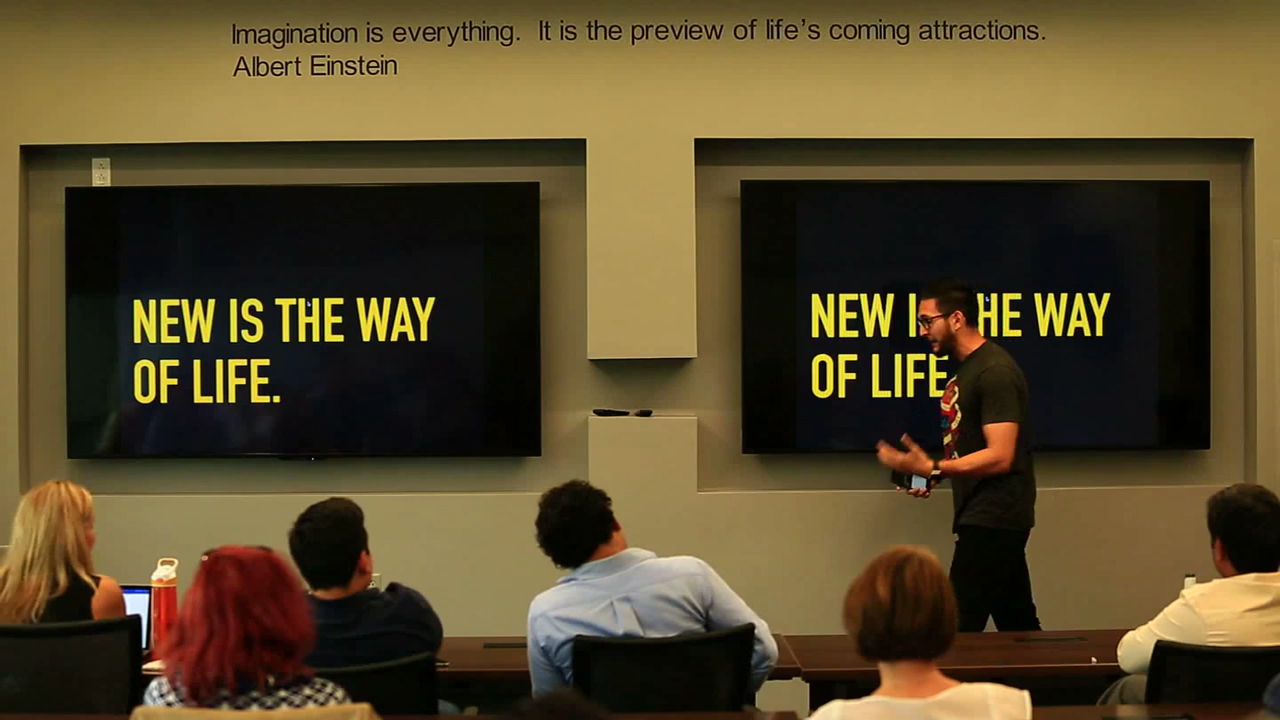 Imagination is everything. It is the preview of life's coming attractions.
Albert Einstein
NEW IS THE WAY
OF LIFE.
NEW I HE WAY
OF LIFE